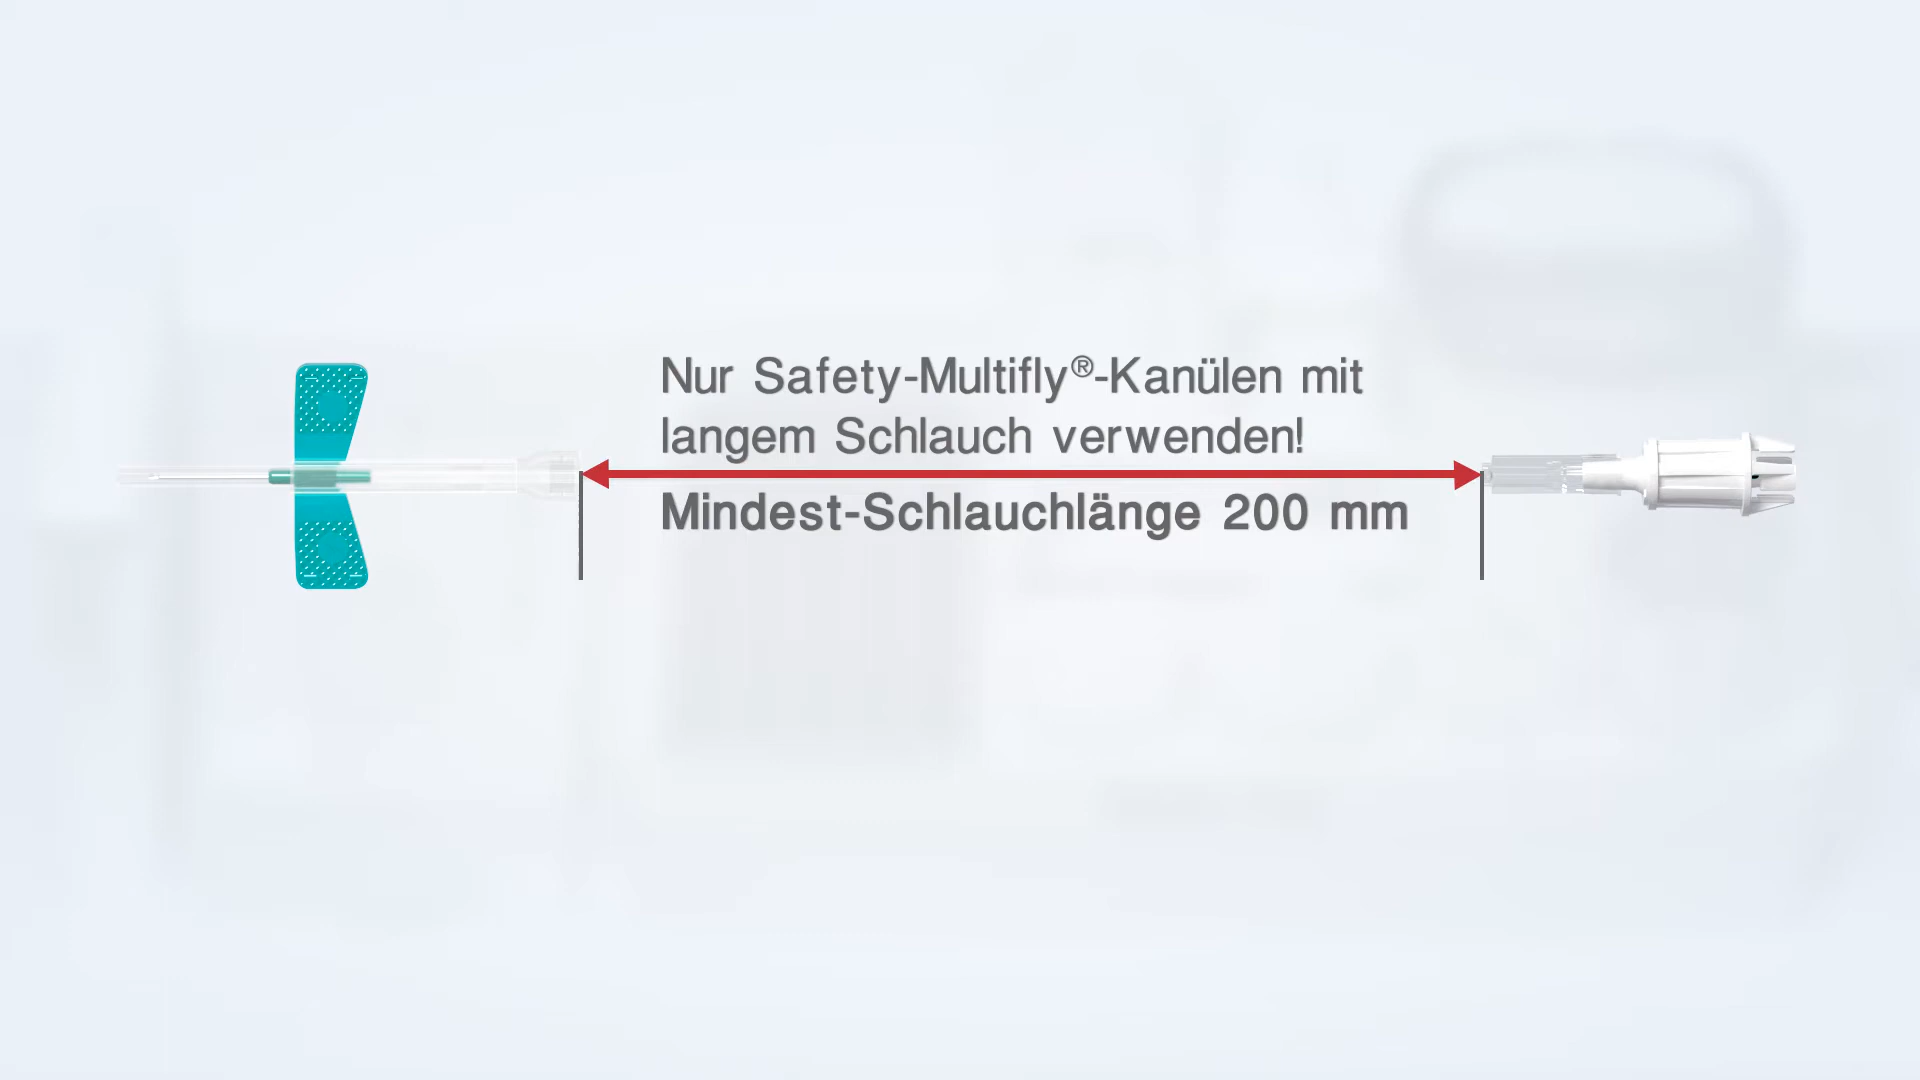 Nur Safety-Multifly®-Kanülen mit
langem Schlauch verwenden!
Mindest-Schlauchlänge 200 mm